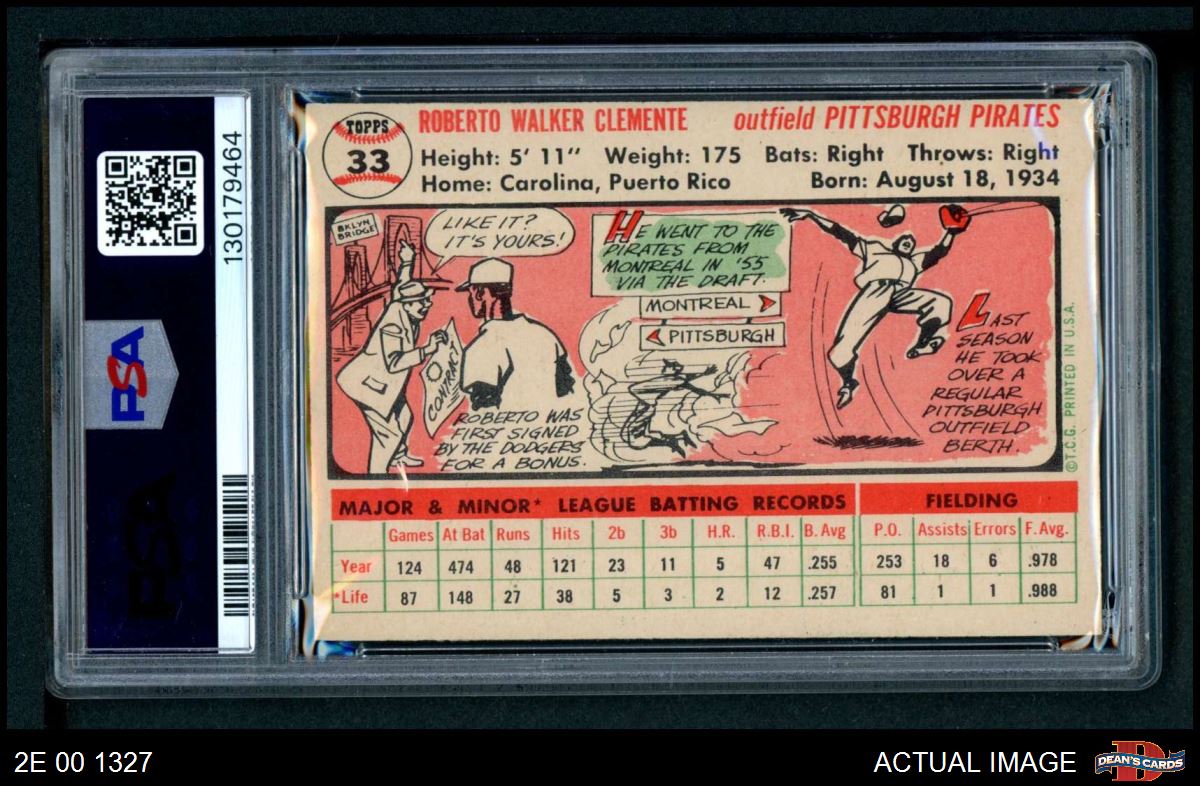 PSA
130179464
PSA
TOPPS
33
ROBERTO WALKER CLEMENTE outfield PITTSBURGH PIRATES
Height: 5' 11" Weight: 175 Bats: Right Throws: Right
Home: Carolina, Puerto Rico Born: August 18, 1934
BKLYN
BRIDGE
LIKE IT?
IT'S YOURS!
CONTRACT
ROBERTO WAS
FIRST SIGNED
BY THE DODGERS
FOR A BONUS.
HE WENT TO THE
PIRATES FROM
MONTREAL IN '55
VIA THE DRAFT.
MONTREAL
PITTSBURGH
LAST
SEASON
HE TOOK
OVER A
REGULAR
PITTSBURGH
OUTFIELD
BERTH.
©T.C.G. PRINTED IN U.S.A.
MAJOR & MINOR* LEAGUE BATTING RECORDS FIELDING
Games At Bat Runs Hits 2b 3b H.R. R.B.I. B. Avg P.O. Assists Errors F. Avg.
Year 124 474 48 121 23 11 5 47 .255 253 18 6 .978
*Life 87 148 27 38 5 3 2 12 .257 81 1 1 .988
2E 00 1327
ACTUAL IMAGE
D
DEAN'S CARDS